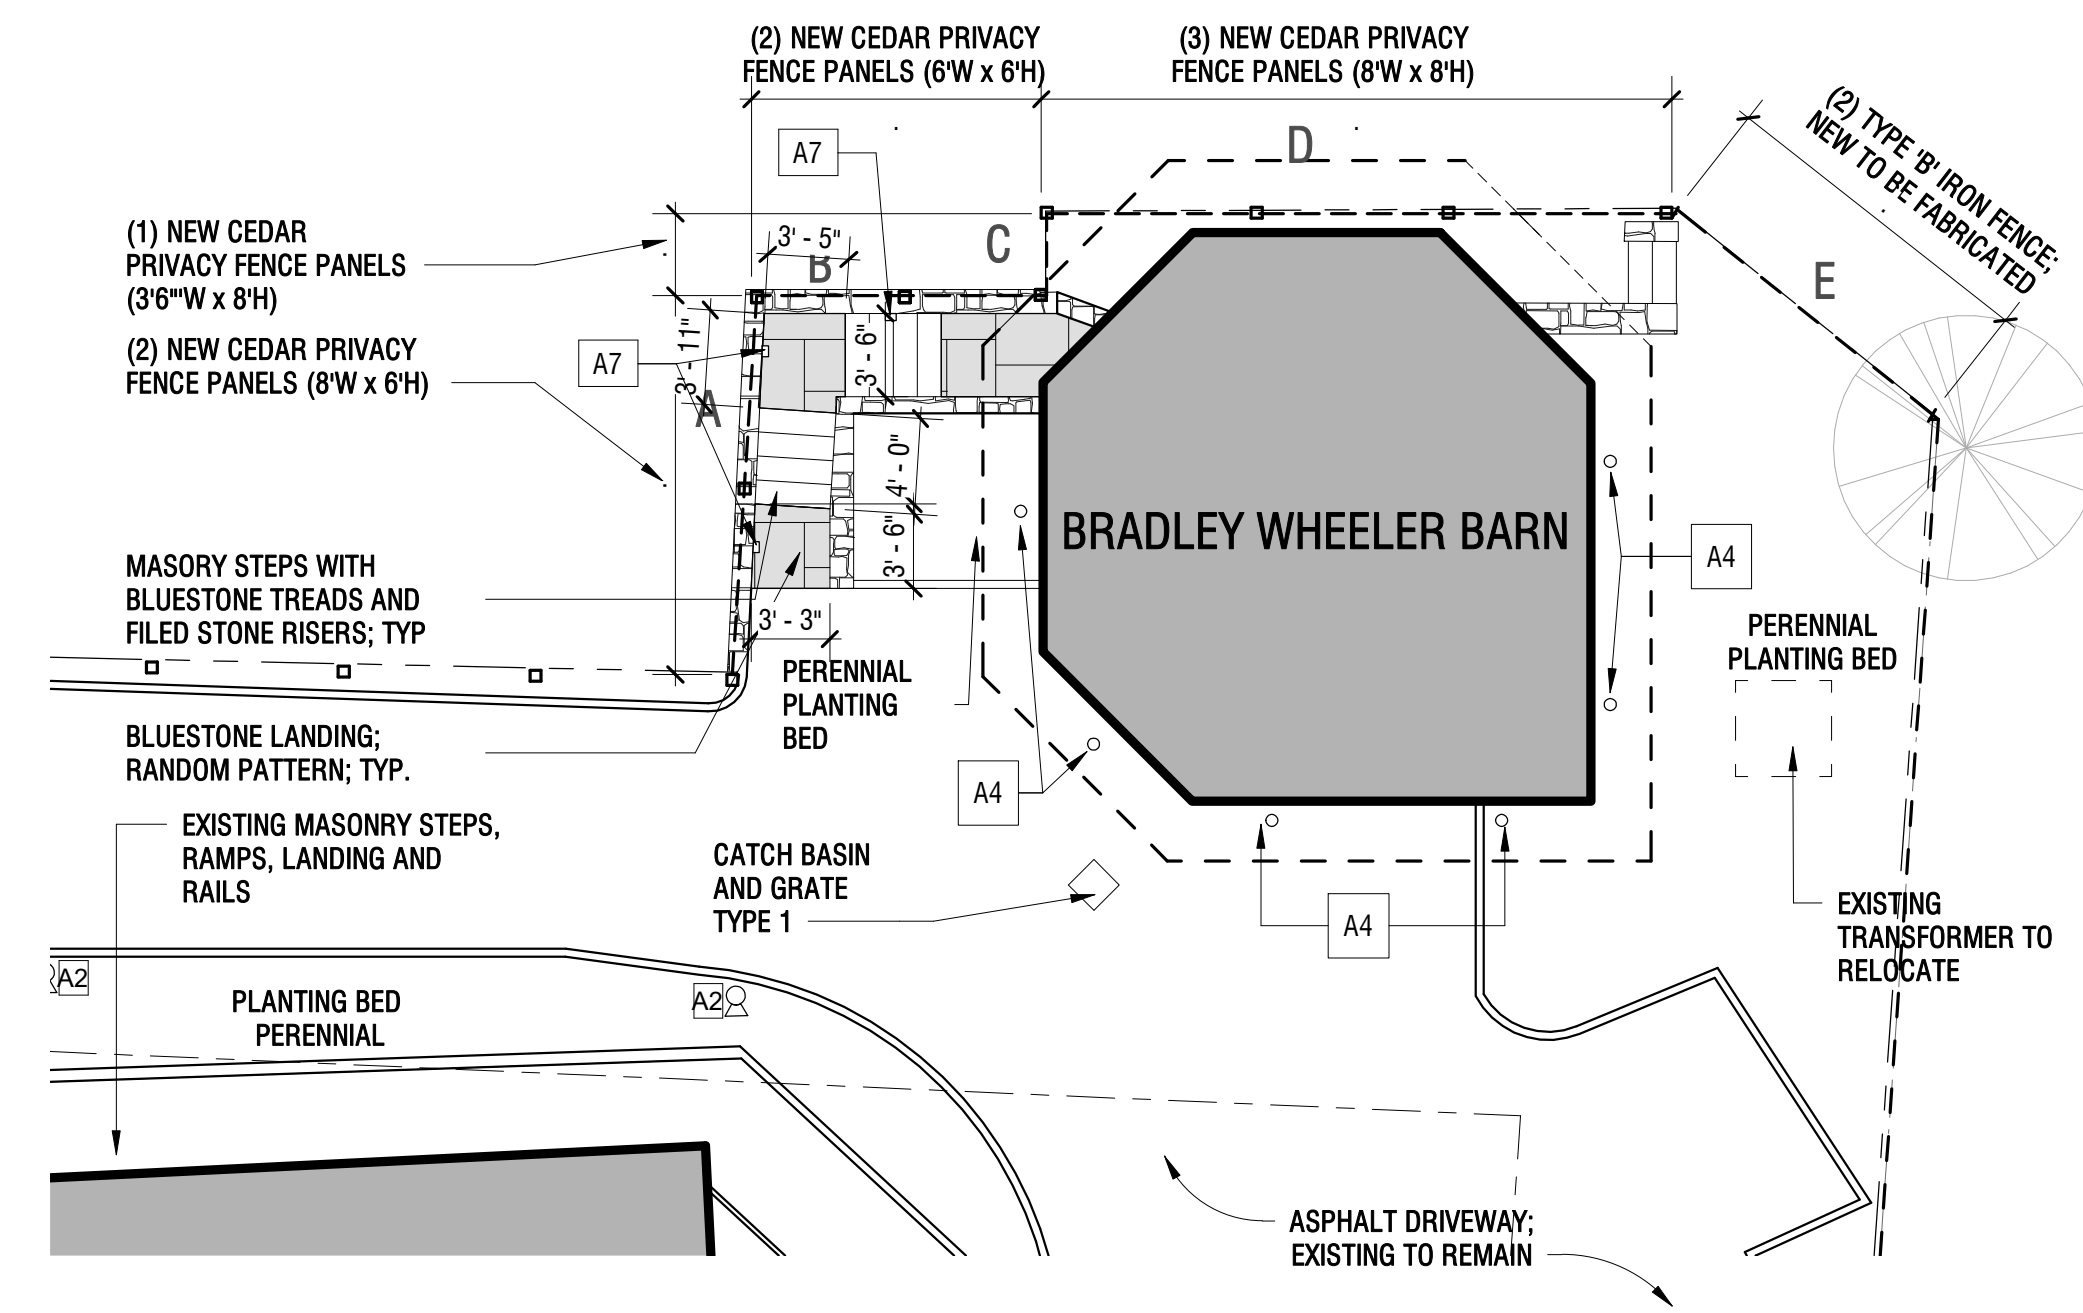 (2) NEW CEDAR PRIVACY
FENCE PANELS (6'W x 6'H)
(3) NEW CEDAR PRIVACY
FENCE PANELS (8'W x 8'H)
(2) TYPE 'B' IRON FENCE;
NEW TO BE FABRICATED
D
A7
(1) NEW CEDAR
PRIVACY FENCE PANELS
(3'6"'W x 8'H)
3' - 5"
B
C
E
(2) NEW CEDAR PRIVACY
FENCE PANELS (8'W x 6'H)
A7
3' - 11"
3' - 6"
A
4' - 0"
3' - 6"
BRADLEY WHEELER BARN
A4
MASORY STEPS WITH
BLUESTONE TREADS AND
FILED STONE RISERS; TYP
3' - 3"
PERENNIAL
PLANTING BED
PERENNIAL
PLANTING
BED
BLUESTONE LANDING;
RANDOM PATTERN; TYP.
A4
EXISTING MASONRY STEPS,
RAMPS, LANDING AND
RAILS
CATCH BASIN
AND GRATE
TYPE 1
A4
EXISTING
TRANSFORMER TO
RELOCATE
A2
A2
PLANTING BED
PERENNIAL
ASPHALT DRIVEWAY;
EXISTING TO REMAIN